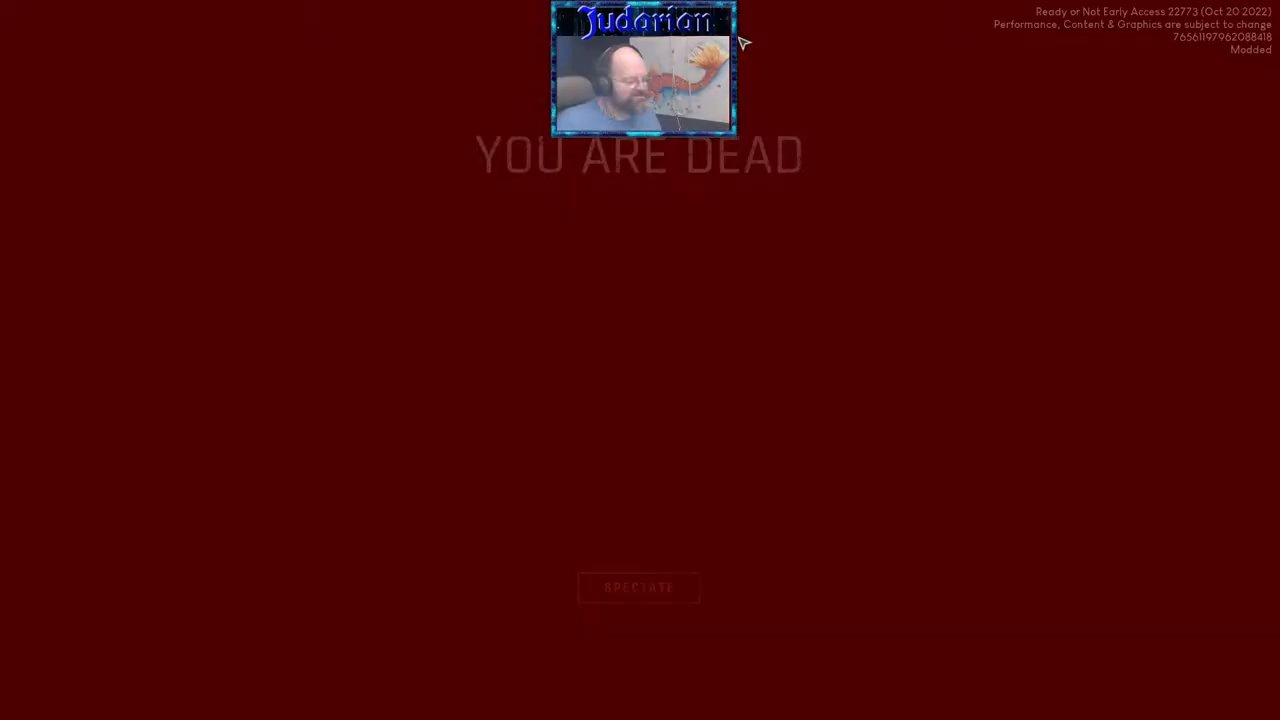 Judarian
Ready or Not Early Access 22773 (Oct 20 2022)
Performance, Content & Graphics are subject to change
76561197962088418
Modded
YOU ARE DEAD
SPECTATE